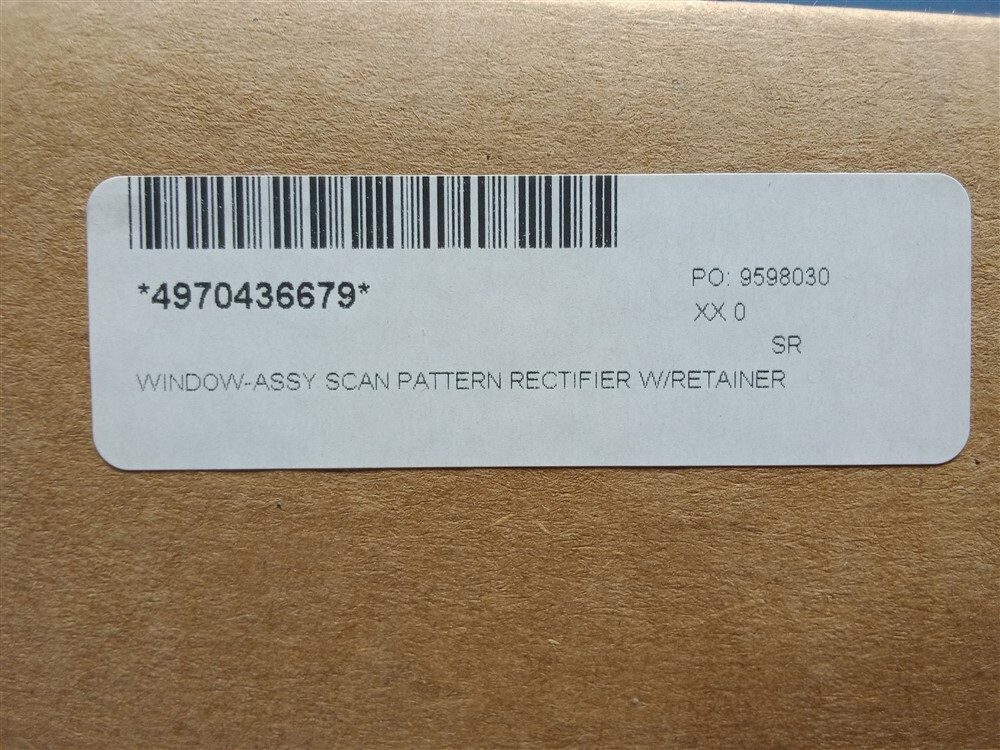 *4970436679*
PO: 9598030
XX 0
SR
WINDOW-ASSY SCAN PATTERN RECTIFIER W/RETAINER